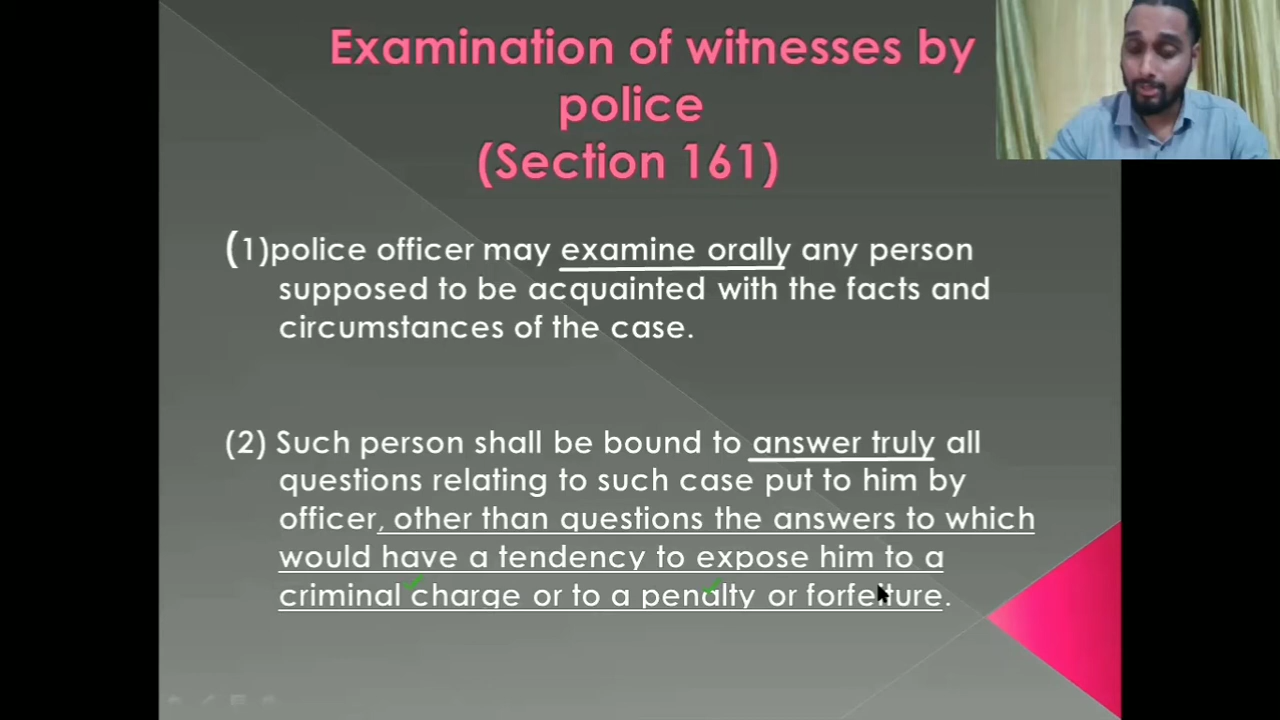 Examination of witnesses by
police
(Section 161)
(1)police officer may examine orally any person
supposed to be acquainted with the facts and
circumstances of the case.
(2) Such person shall be bound to answer truly all
questions relating to such case put to him by
officer, other than questions the answers to which
would have a tendency to expose him to a
criminal charge or to a penalty or forfeiture.